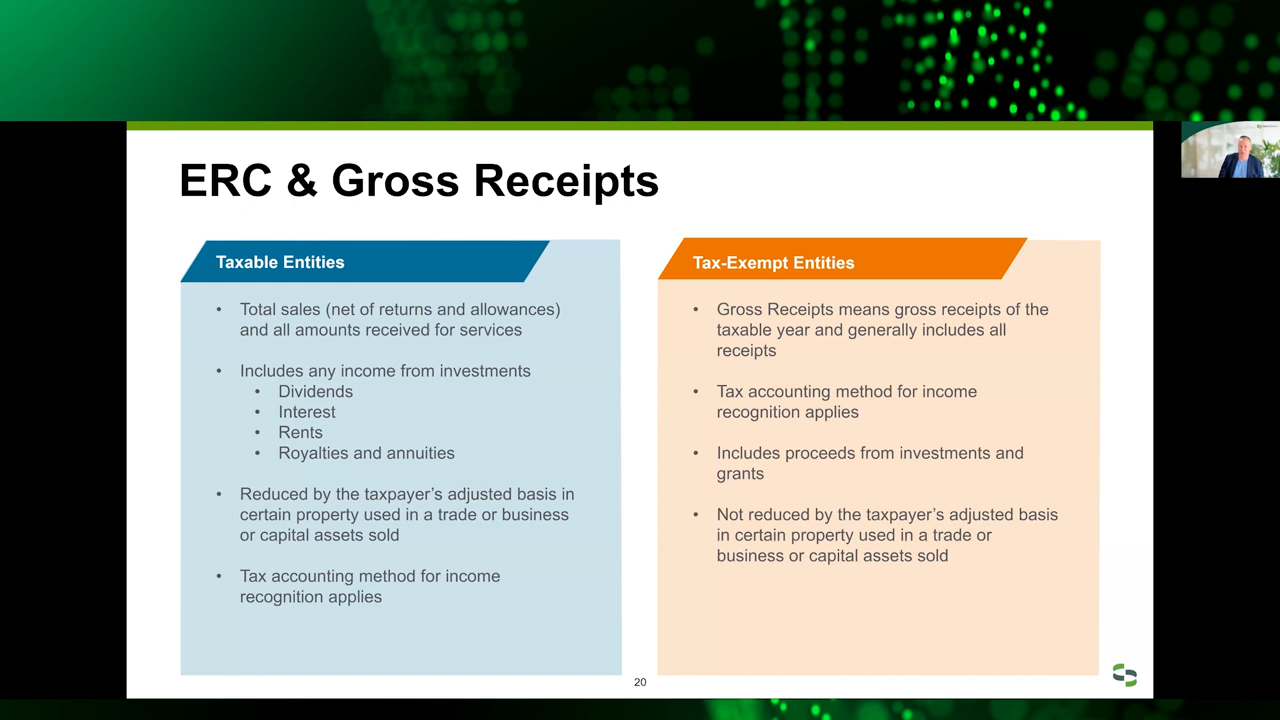 ERC & Gross Receipts
Taxable Entities
• Total sales (net of returns and allowances)
and all amounts received for services
• Includes any income from investments
• Dividends
• Interest
• Rents
• Royalties and annuities
• Reduced by the taxpayer’s adjusted basis in
certain property used in a trade or business
or capital assets sold
• Tax accounting method for income
recognition applies
Tax-Exempt Entities
• Gross Receipts means gross receipts of the
taxable year and generally includes all
receipts
• Tax accounting method for income
recognition applies
• Includes proceeds from investments and
grants
• Not reduced by the taxpayer’s adjusted basis
in certain property used in a trade or
business or capital assets sold
20